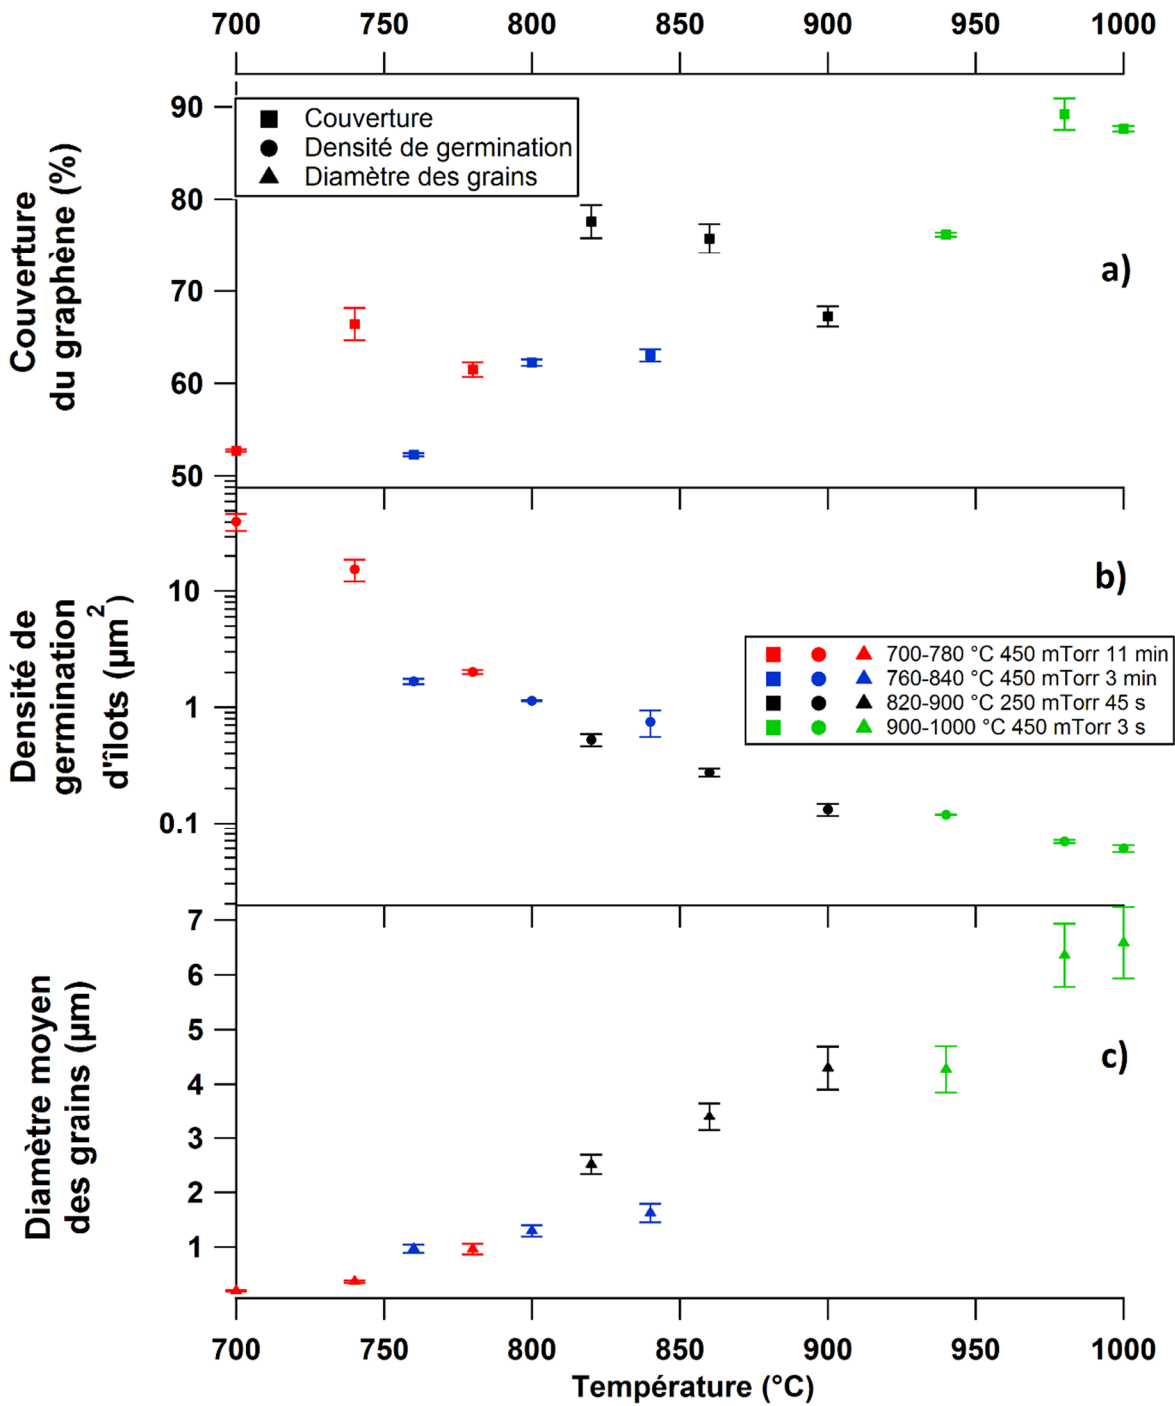 700 750 800 850 900 950 1000
Couverture
Densité de germination
Diamètre des grains
Couverture
du graphène (%)
90
80
70
60
50
a)
Densité de
germination
d'îlots (µm²)
10
1
0.1
b)
700-780 °C 450 mTorr 11 min
760-840 °C 450 mTorr 3 min
820-900 °C 250 mTorr 45 s
900-1000 °C 450 mTorr 3 s
Diamètre moyen
des grains (µm)
7
6
5
4
3
2
1
c)
700 750 800 850 900 950 1000
Température (°C)